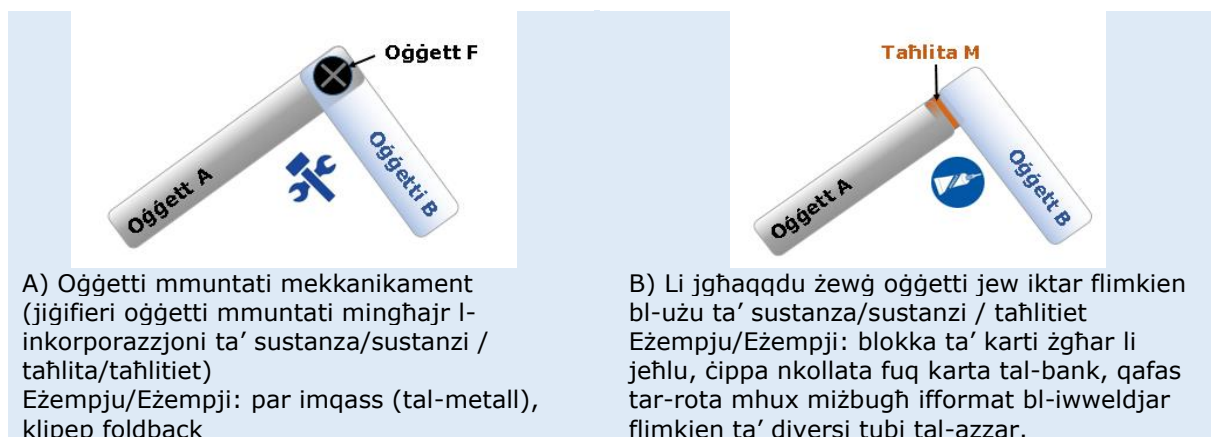 Oġġett F
Oġġett A
Oġġetti B
A) Oġġetti mmuntati mekkanikament
(jiġifieri oġġetti mmuntati mingħajr l-
inkorporazzjoni ta’ sustanza/sustanzi /
taħlita/taħlitiet)
Eżempju/Eżempji: par imqass (tal-metall),
klipep foldback
Taħlita M
Oġġett A
Oġġett B
B) Li jgħaqqdu żewġ oġġetti jew iktar flimkien
bl-użu ta’ sustanza/sustanzi / taħlitiet
Eżempju/Eżempji: blokka ta’ karti żgħar li
jeħlu, ċippa nkollata fuq karta tal-bank, qafas
tar-rota mhux miżbugħ ifformat bl-iwweldjar
flimkien ta’ diversi tubi tal-azzar.